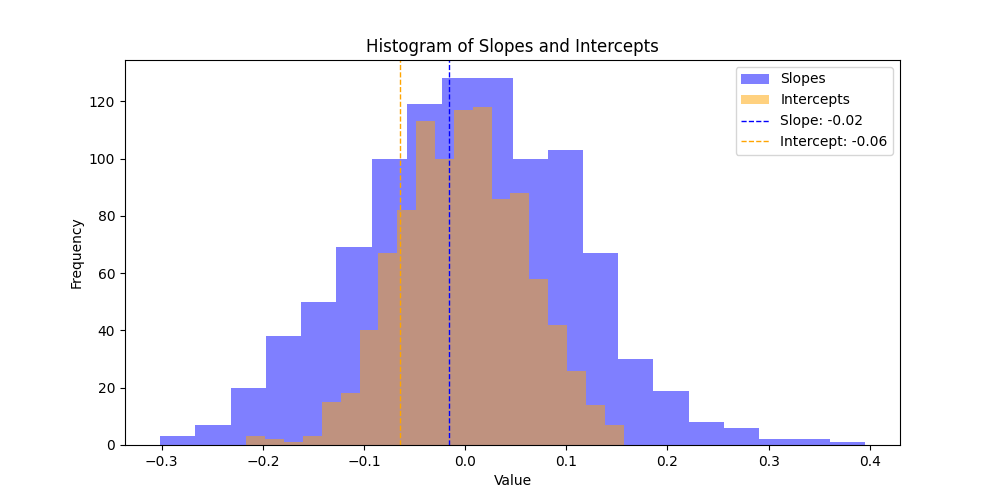 Histogram of Slopes and Intercepts
Frequency
120
100
80
60
40
20
0
−0.3
−0.2
−0.1
0.0
0.1
0.2
0.3
0.4
Value
Slopes
Intercepts
Slope: -0.02
Intercept: -0.06